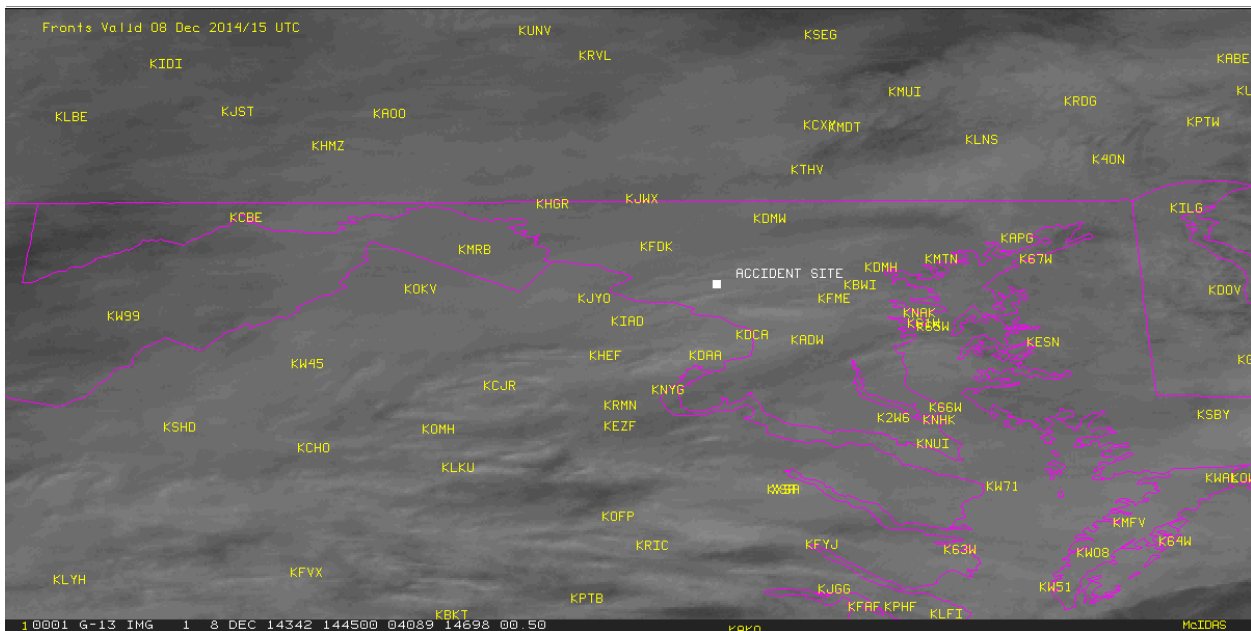 Fronts Valid 08 Dec 2014/15 UTC
KUNV
KSEG
KRVL
KABE
KIDI
KMUI
KRDG
KJST
KAOO
KLBE
KCXY
KMDT
KPTW
KLNS
KHMZ
K40N
KTHV
KJWX
KHGR
KILG
KCBE
KDMW
KAPG
KMRB
KFDK
KMTN
K67W
KDMH
ACCIDENT SITE
KBWI
KOKV
KJYO
KFME
KDOV
KW99
KIAD
KNAK
K61W
K65W
KDCA
KADW
KESN
KHEF
KDAA
KW45
KCJR
KNYG
KRMN
K66W
K2W6
KNHK
KSBY
KSHD
KOMH
KEZF
KNUI
KCHO
KLKU
KW71
KOFP
KMFV
KRIC
KFYJ
K63W
K64W
KW08
KLYH
KFVX
KJGG
KW51
KPTB
KFAF
KPHF
KBKT
KLFI
1 0001 G-13 IMG 1 8 DEC 14342 144500 04089 14698 00.50
McIDAS